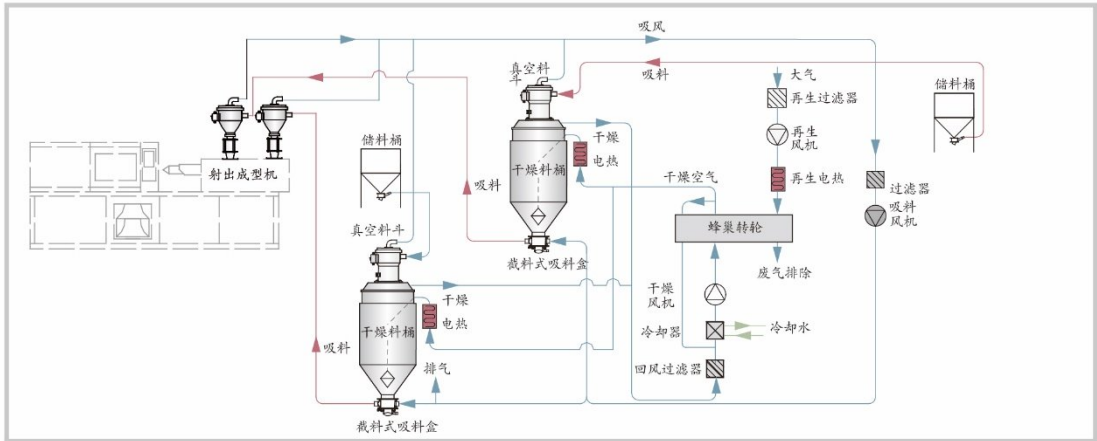 吸风
真空料
斗
吸料
大气
储料桶
再生过滤器
干燥
储料桶
再生
风机
射出成型机
干燥料桶
电热
干燥空气
再生电热
过滤器
吸料
吸料
风机
真空料斗
蜂巢转轮
截料式吸料盒
废气排除
干燥
干燥
风机
干燥料桶
电热
冷却器
冷却水
吸料
排气
回风过滤器
截料式吸料盒